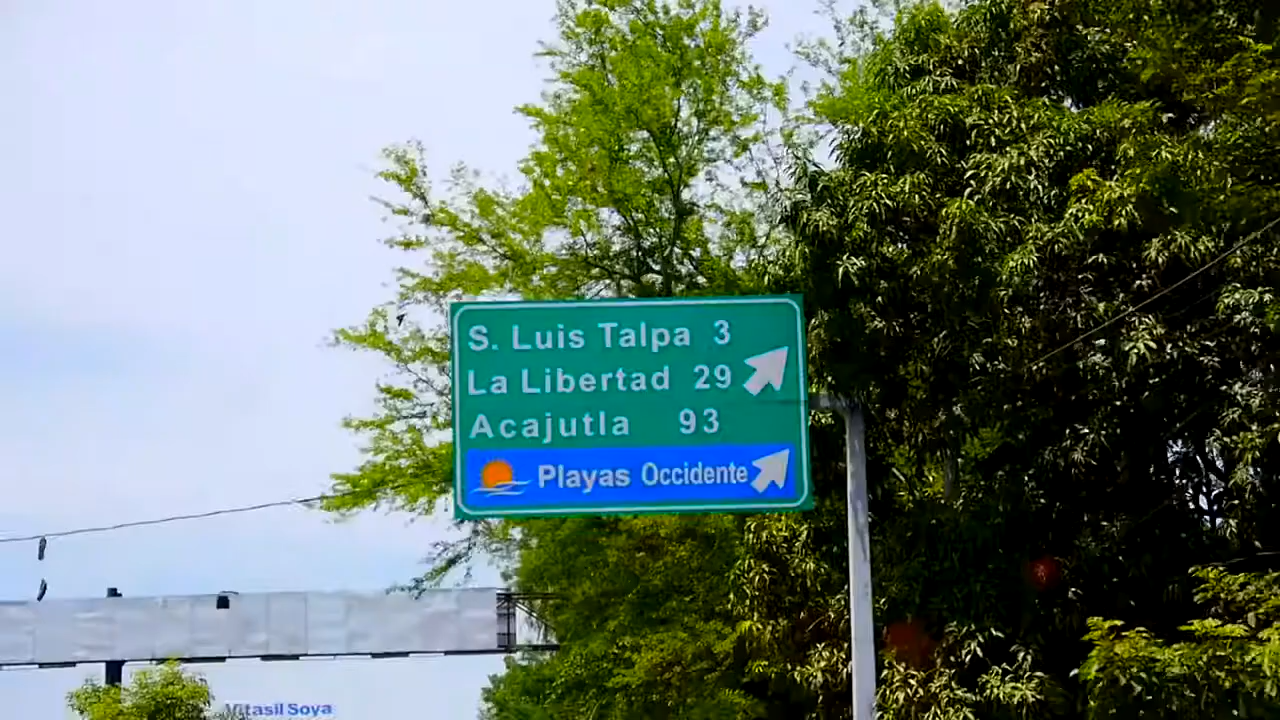 S. Luis Talpa 3
La Libertad 29
Acajutla 93
Playas Occidente
Vitasil Soya